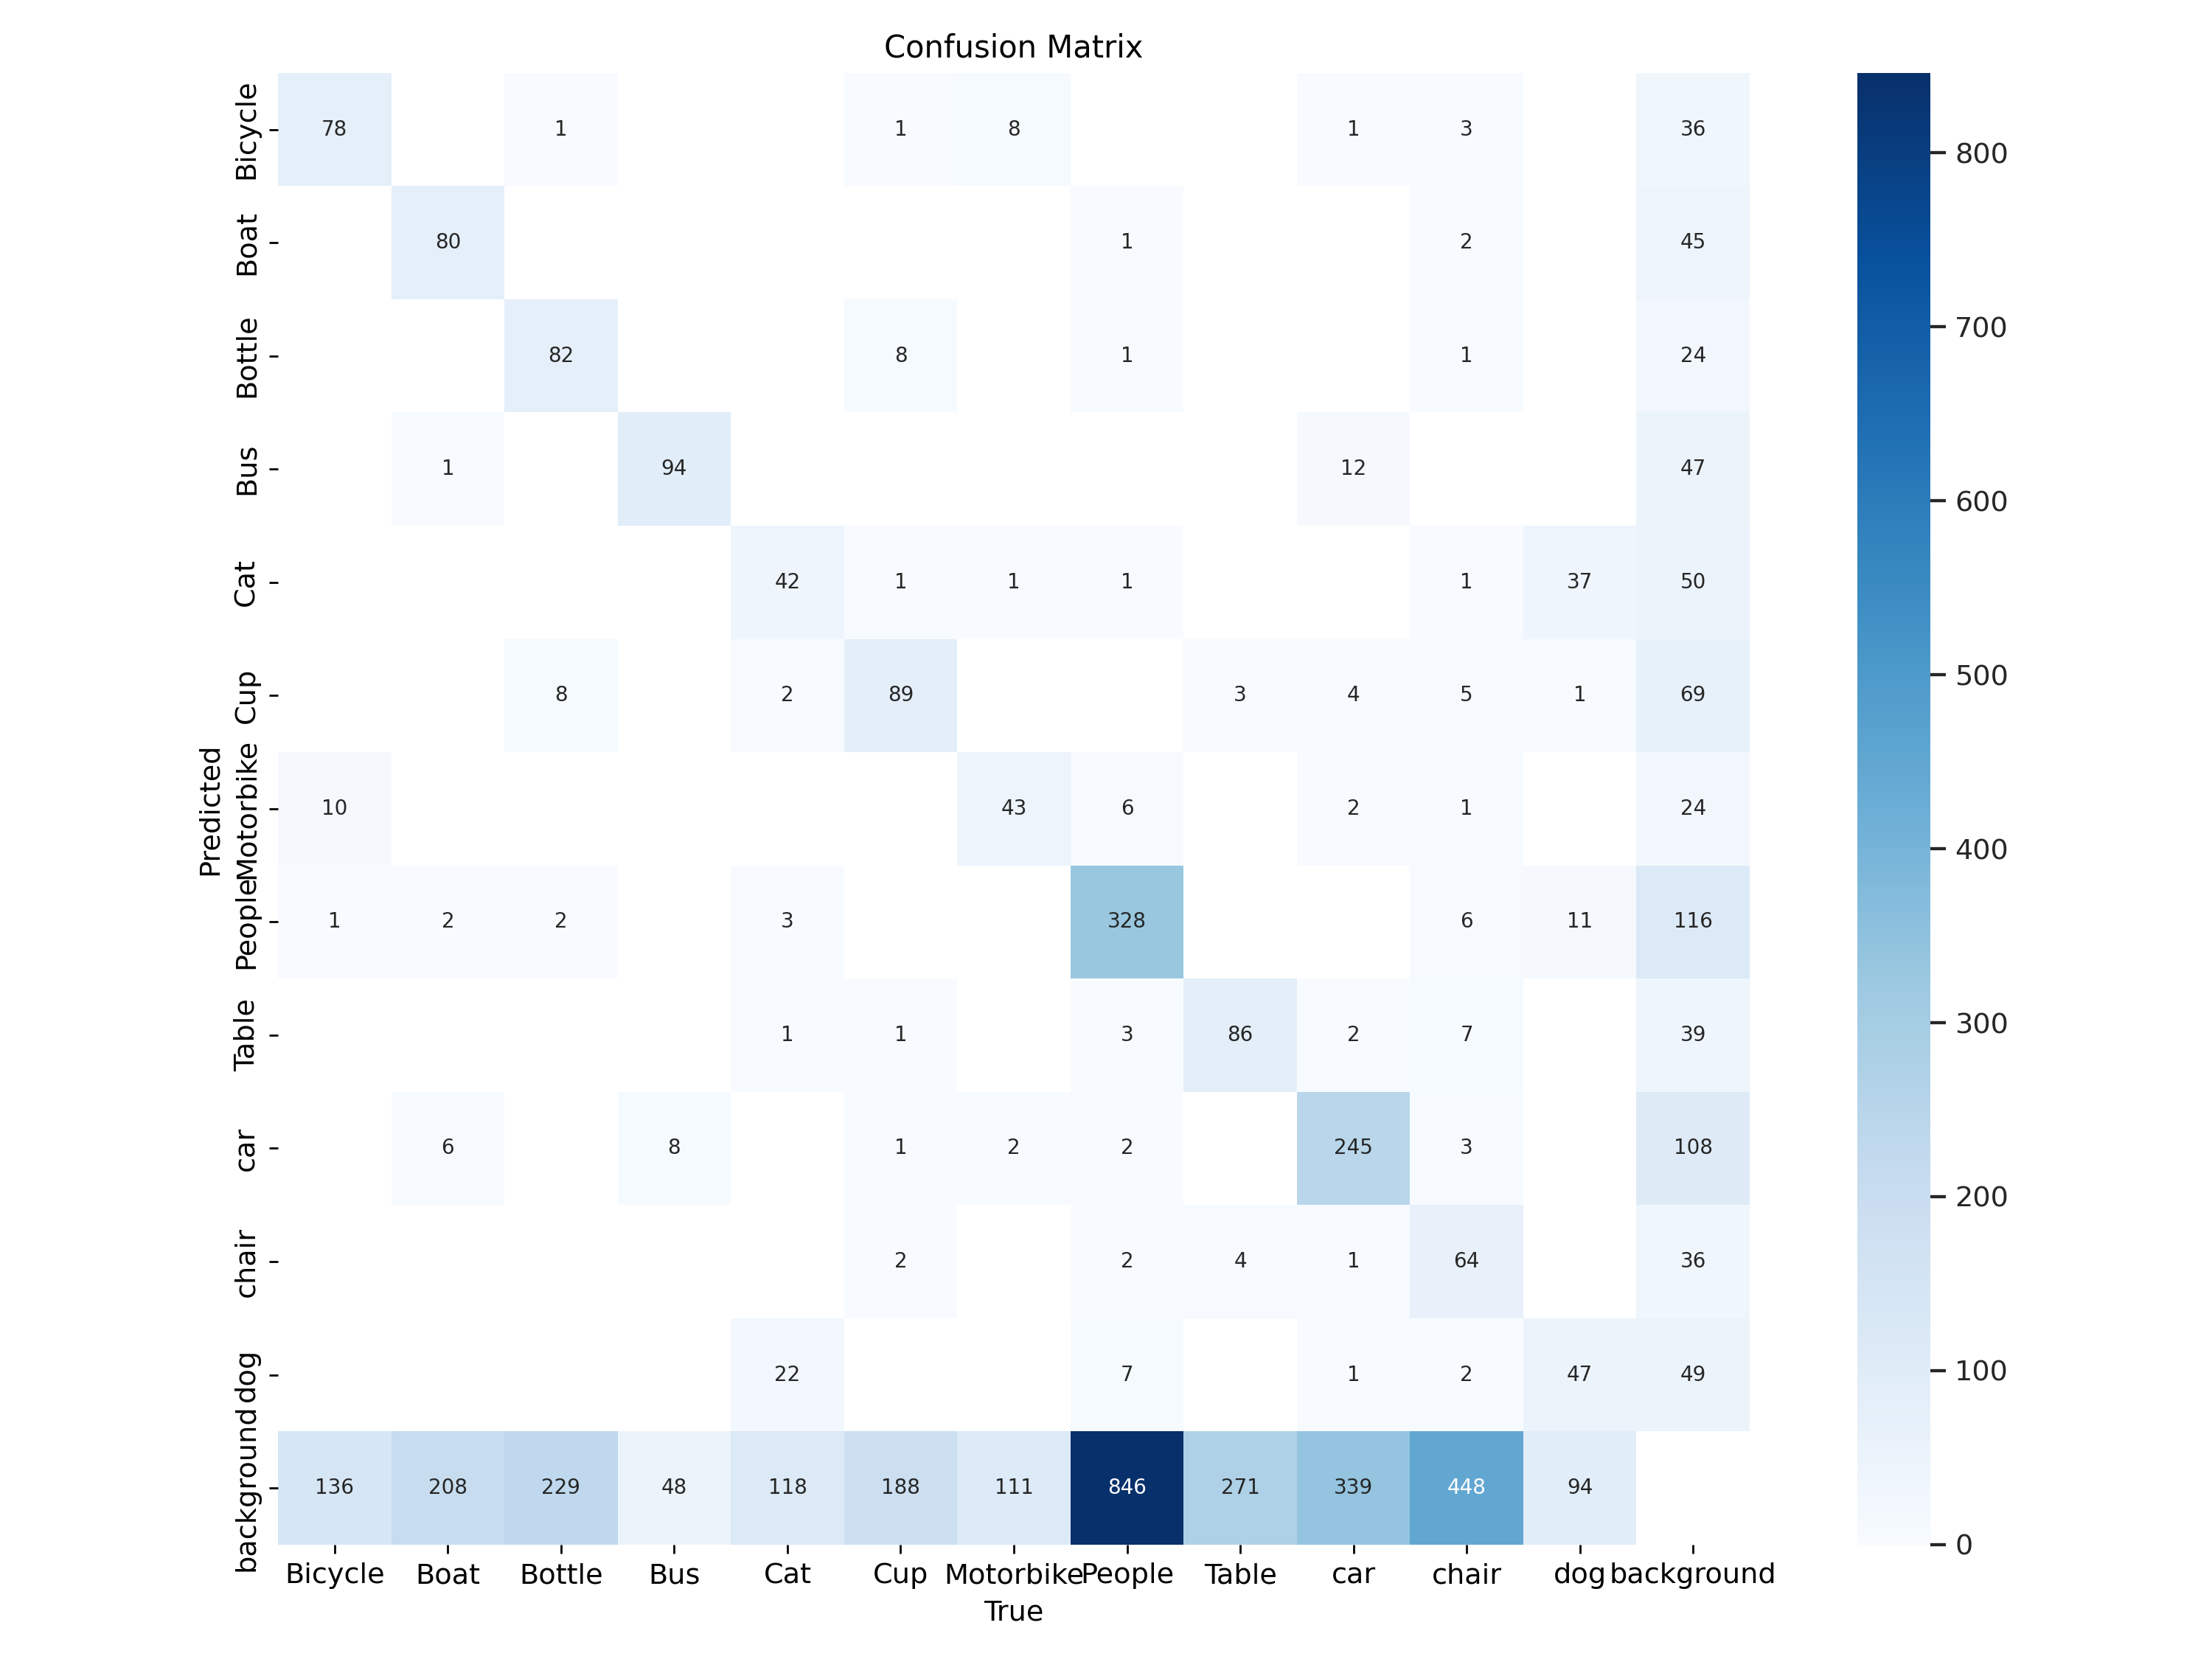 Confusion Matrix
Bicycle 78 1 1 8 1 3 36
Boat 80 1 2 45
Bottle 82 8 1 1 24
Bus 1 94 12 47
Cat 42 1 1 1 1 37 50
Cup 8 2 89 3 4 5 1 69
Motorbike 10 43 6 2 1 24
People 1 2 2 3 328 6 11 116
Table 1 1 3 86 2 7 39
car 6 8 1 2 2 245 3 108
chair 2 2 4 1 64 36
dog 22 7 1 2 47 49
background 136 208 229 48 118 188 111 846 271 339 448 94
Bicycle Boat Bottle Bus Cat Cup Motorbike People Table car chair dog background
True
Predicted
800
700
600
500
400
300
200
100
0